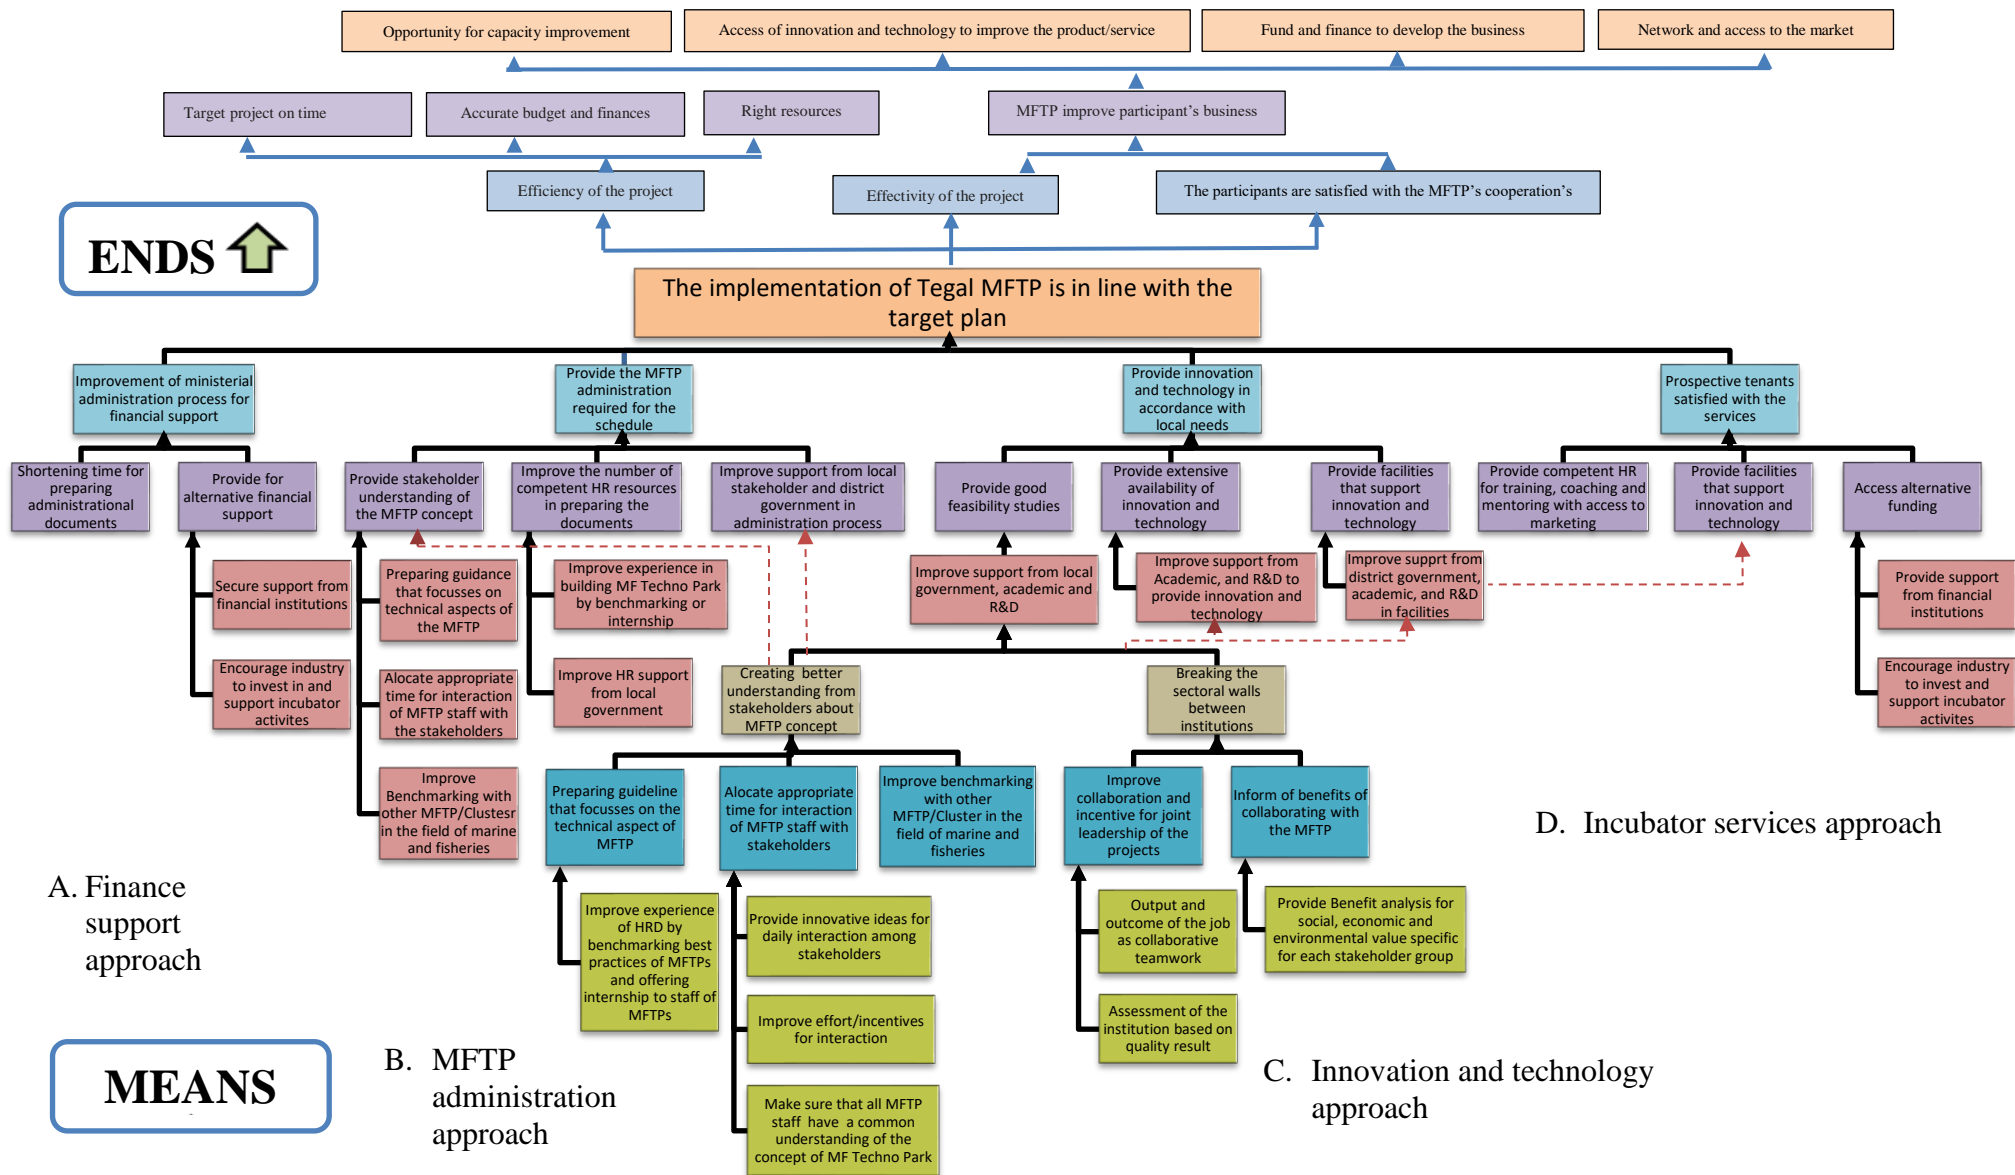 Opportunity for capacity improvement
Access of innovation and technology to improve the product/service
Fund and finance to develop the business
Network and access to the market
Target project on time
Accurate budget and finances
Right resources
MFTP improve participant's business
Efficiency of the project
Effectivity of the project
The participants are satisfied with the MFTP's cooperation's
ENDS
The implementation of Tegal MFTP is in line with the
target plan
Improvement of ministerial
administration process for
financial support
Provide the MFTP
administration
required for the
schedule
Provide innovation
and technology in
accordance with
local needs
Prospective tenants
satisfied with the
services
Shortening time for
preparing
administrational
documents
Provide for
alternative financial
support
Provide stakeholder
understanding of
the MFTP concept
Improve the number of
competent HR resources
in preparing the
documents
Improve support from local
stakeholder and district
government in
administration process
Provide good
feasibility studies
Provide extensive
availability of
innovation and
technology
Provide facilities
that support
innovation and
technology
Provide competent HR
for training, coaching and
mentoring with access to
marketing
Provide facilities
that support
innovation and
technology
Access alternative
funding
Secure support from
financial institutions
Preparing guidance
that focusses on
technical aspects of
the MFTP
Improve experience in
building MF Techno Park
by benchmarking or
internship
Improve support from local
government, academic and
R&D
Improve support from
Academic, and R&D to
provide innovation and
technology
Improve supprt from
district government,
academic, and R&D
in facilities
Provide support
from financial
institutions
Encourage industry
to invest in and
support incubator
activites
Alocate appropriate
time for interaction
of MFTP staff with
the stakeholders
Improve HR support
from local
government
Creating better
understanding from
stakeholders about
MFTP concept
Breaking the
sectoral walls
between
institutions
Encourage industry
to invest and
support incubator
activites
Improve
Benchmarking with
other MFTP/Clustesr
in the field of marine
and fisheries
Preparing guideline
that focusses on the
technical aspect of
MFTP
Alocate appropriate
time for interaction
of MFTP staff with
stakeholders
Improve benchmarking
with other
MFTP/Cluster in the
field of marine and
fisheries
Improve
collaboration and
incentive for joint
leadership of the
projects
Inform of benefits of
collaborating with
the MFTP
D. Incubator services approach
A. Finance
support
approach
Improve experience
of HRD by
benchmarking best
practices of MFTPs
and offering
internship to staff of
MFTPs
Provide innovative ideas for
daily interaction among
stakeholders
Output and
outcome of the job
as collaborative
teamwork
Provide Benefit analysis for
social, economic and
environmental value specific
for each stakeholder group
Improve effort/incentives
for interaction
Assessment of the
institution based on
quality result
MEANS
B. MFTP
administration
approach
Make sure that all MFTP
staff have a common
understanding of the
concept of MF Techno Park
C. Innovation and technology
approach